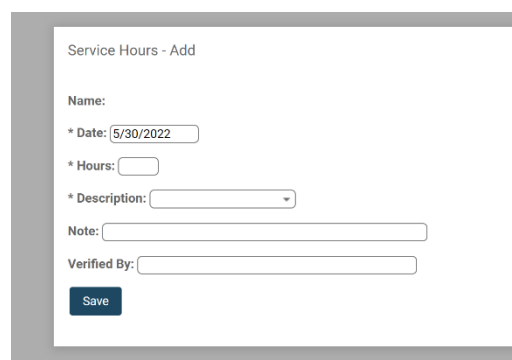 Service Hours - Add
Name:
* Date: 5/30/2022
* Hours:
* Description:
Note:
Verified By:
Save